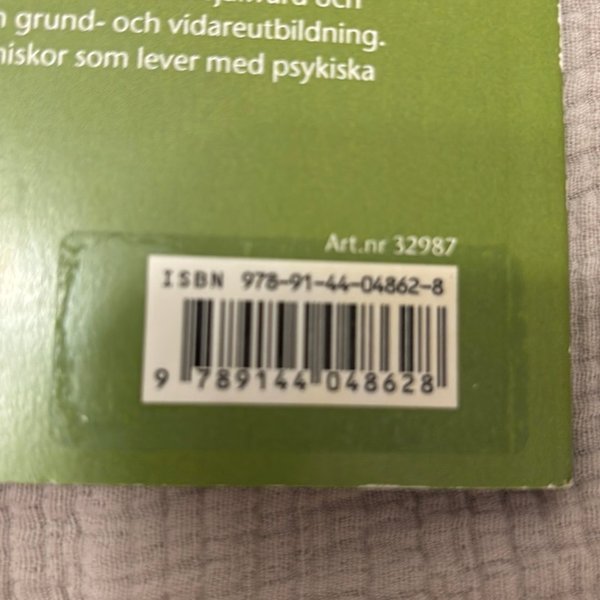 och
grund- och vidareutbildning.
som lever med psykiska
Art.nr 32987
ISBN 978-91-44-04862-8
9 789144 048628